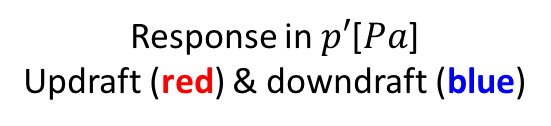 Response in p′[Pa]
Updraft (red) & downdraft (blue)